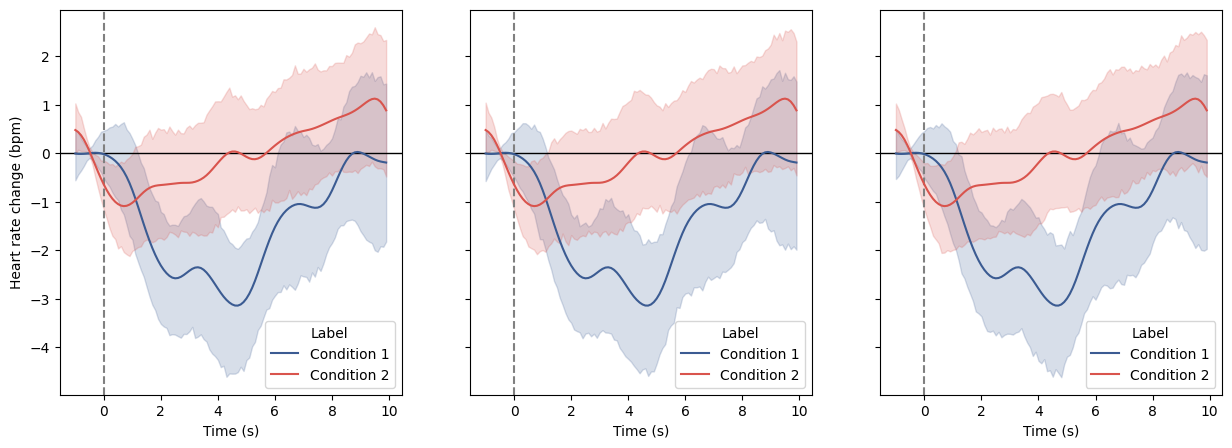 Heart rate change (bpm)
2
1
0
−1
−2
−3
−4
Label
Condition 1
Condition 2
0 2 4 6 8 10
Time (s)
Label
Condition 1
Condition 2
0 2 4 6 8 10
Time (s)
Label
Condition 1
Condition 2
0 2 4 6 8 10
Time (s)